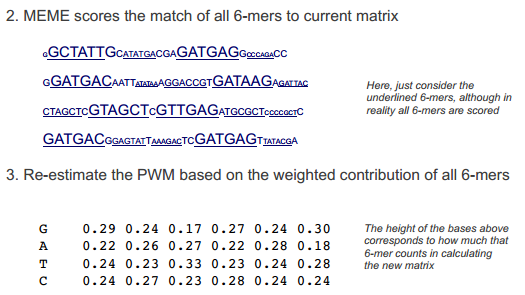 2. MEME scores the match of all 6-mers to current matrix
GGCTATTGCATATGACGAGATGAGGCCCAGACC
GGATGACAATTATATAAAGGACCGTGATAAGAGATTAC
CTAGCTCGTAGCTCGTTGAGATGCGCTCCCCGCTC
GATGACGGAGTATTAAAGACTCGATGAGTTATACGA
Here, just consider the
underlined 6-mers, although in
reality all 6-mers are scored
3. Re-estimate the PWM based on the weighted contribution of all 6-mers
G 0.29 0.24 0.17 0.27 0.24 0.30
A 0.22 0.26 0.27 0.22 0.28 0.18
T 0.24 0.23 0.33 0.23 0.24 0.28
C 0.24 0.27 0.23 0.28 0.24 0.24
The height of the bases above
corresponds to how much that
6-mer counts in calculating
the new matrix